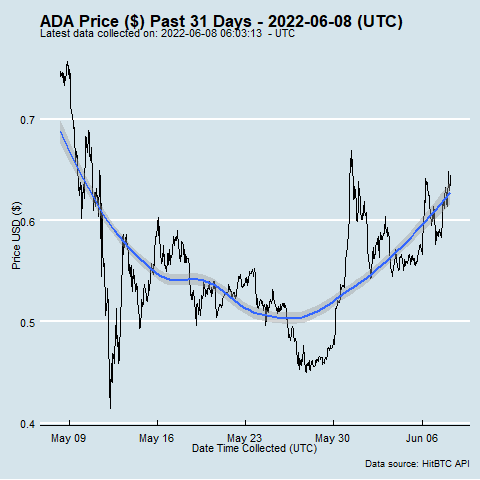 ADA Price ($) Past 31 Days - 2022-06-08 (UTC)
Latest data collected on: 2022-06-08 06:03:13  - UTC
Price USD ($)
0.7
0.6
0.5
0.4
May 09
May 16
May 23
May 30
Jun 06
Date Time Collected (UTC)
Data source: HitBTC API